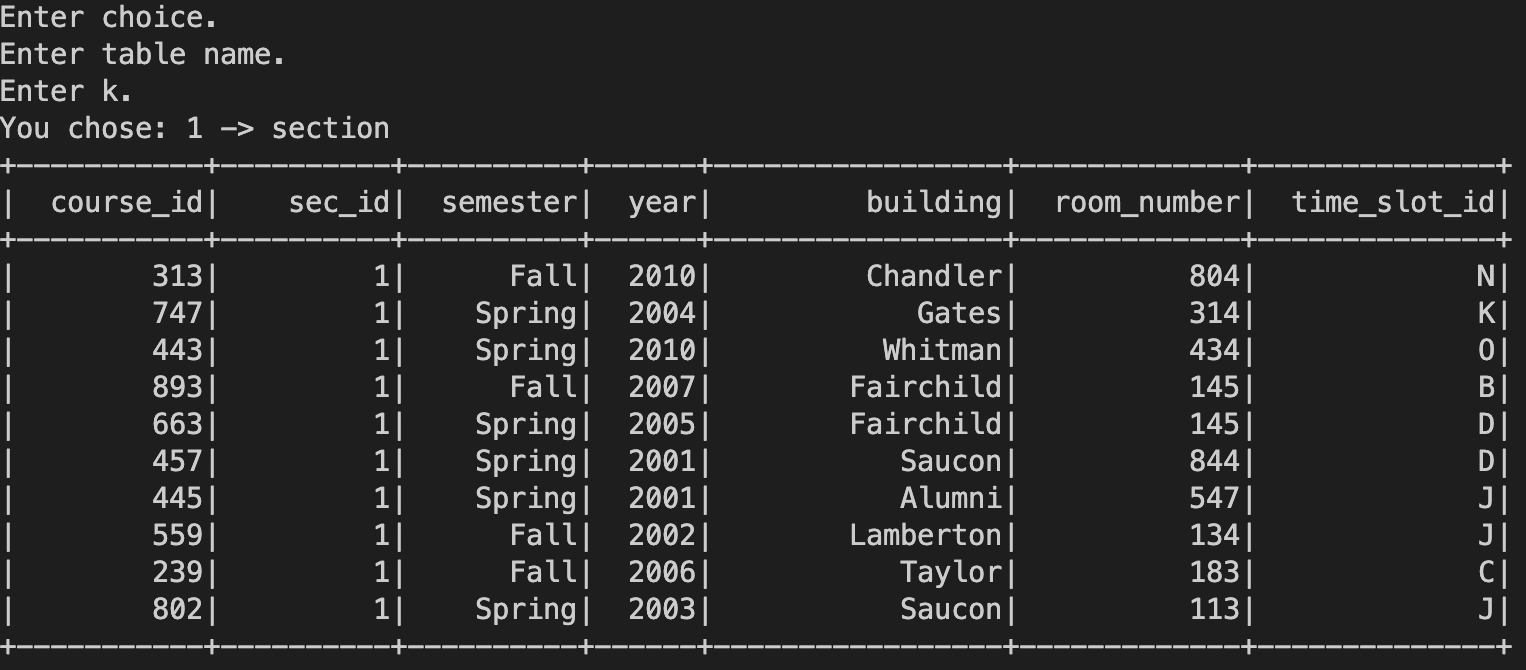 Enter choice.
Enter table name.
Enter k.
You chose: 1 -> section
+-----------+----------+----------+------+-----------------+-------------+--------------+
|  course_id|    sec_id|  semester|  year|         building|  room_number|  time_slot_id|
+-----------+----------+----------+------+-----------------+-------------+--------------+
|        313|         1|      Fall|  2010|         Chandler|          804|             N|
|        747|         1|    Spring|  2004|            Gates|          314|             K|
|        443|         1|    Spring|  2010|          Whitman|          434|             O|
|        893|         1|      Fall|  2007|        Fairchild|          145|             B|
|        663|         1|    Spring|  2005|        Fairchild|          145|             D|
|        457|         1|    Spring|  2001|           Saucon|          844|             D|
|        445|         1|    Spring|  2001|           Alumni|          547|             J|
|        559|         1|      Fall|  2002|        Lamberton|          134|             J|
|        239|         1|      Fall|  2006|           Taylor|          183|             C|
|        802|         1|    Spring|  2003|           Saucon|          113|             J|
+-----------+----------+----------+------+-----------------+-------------+--------------+